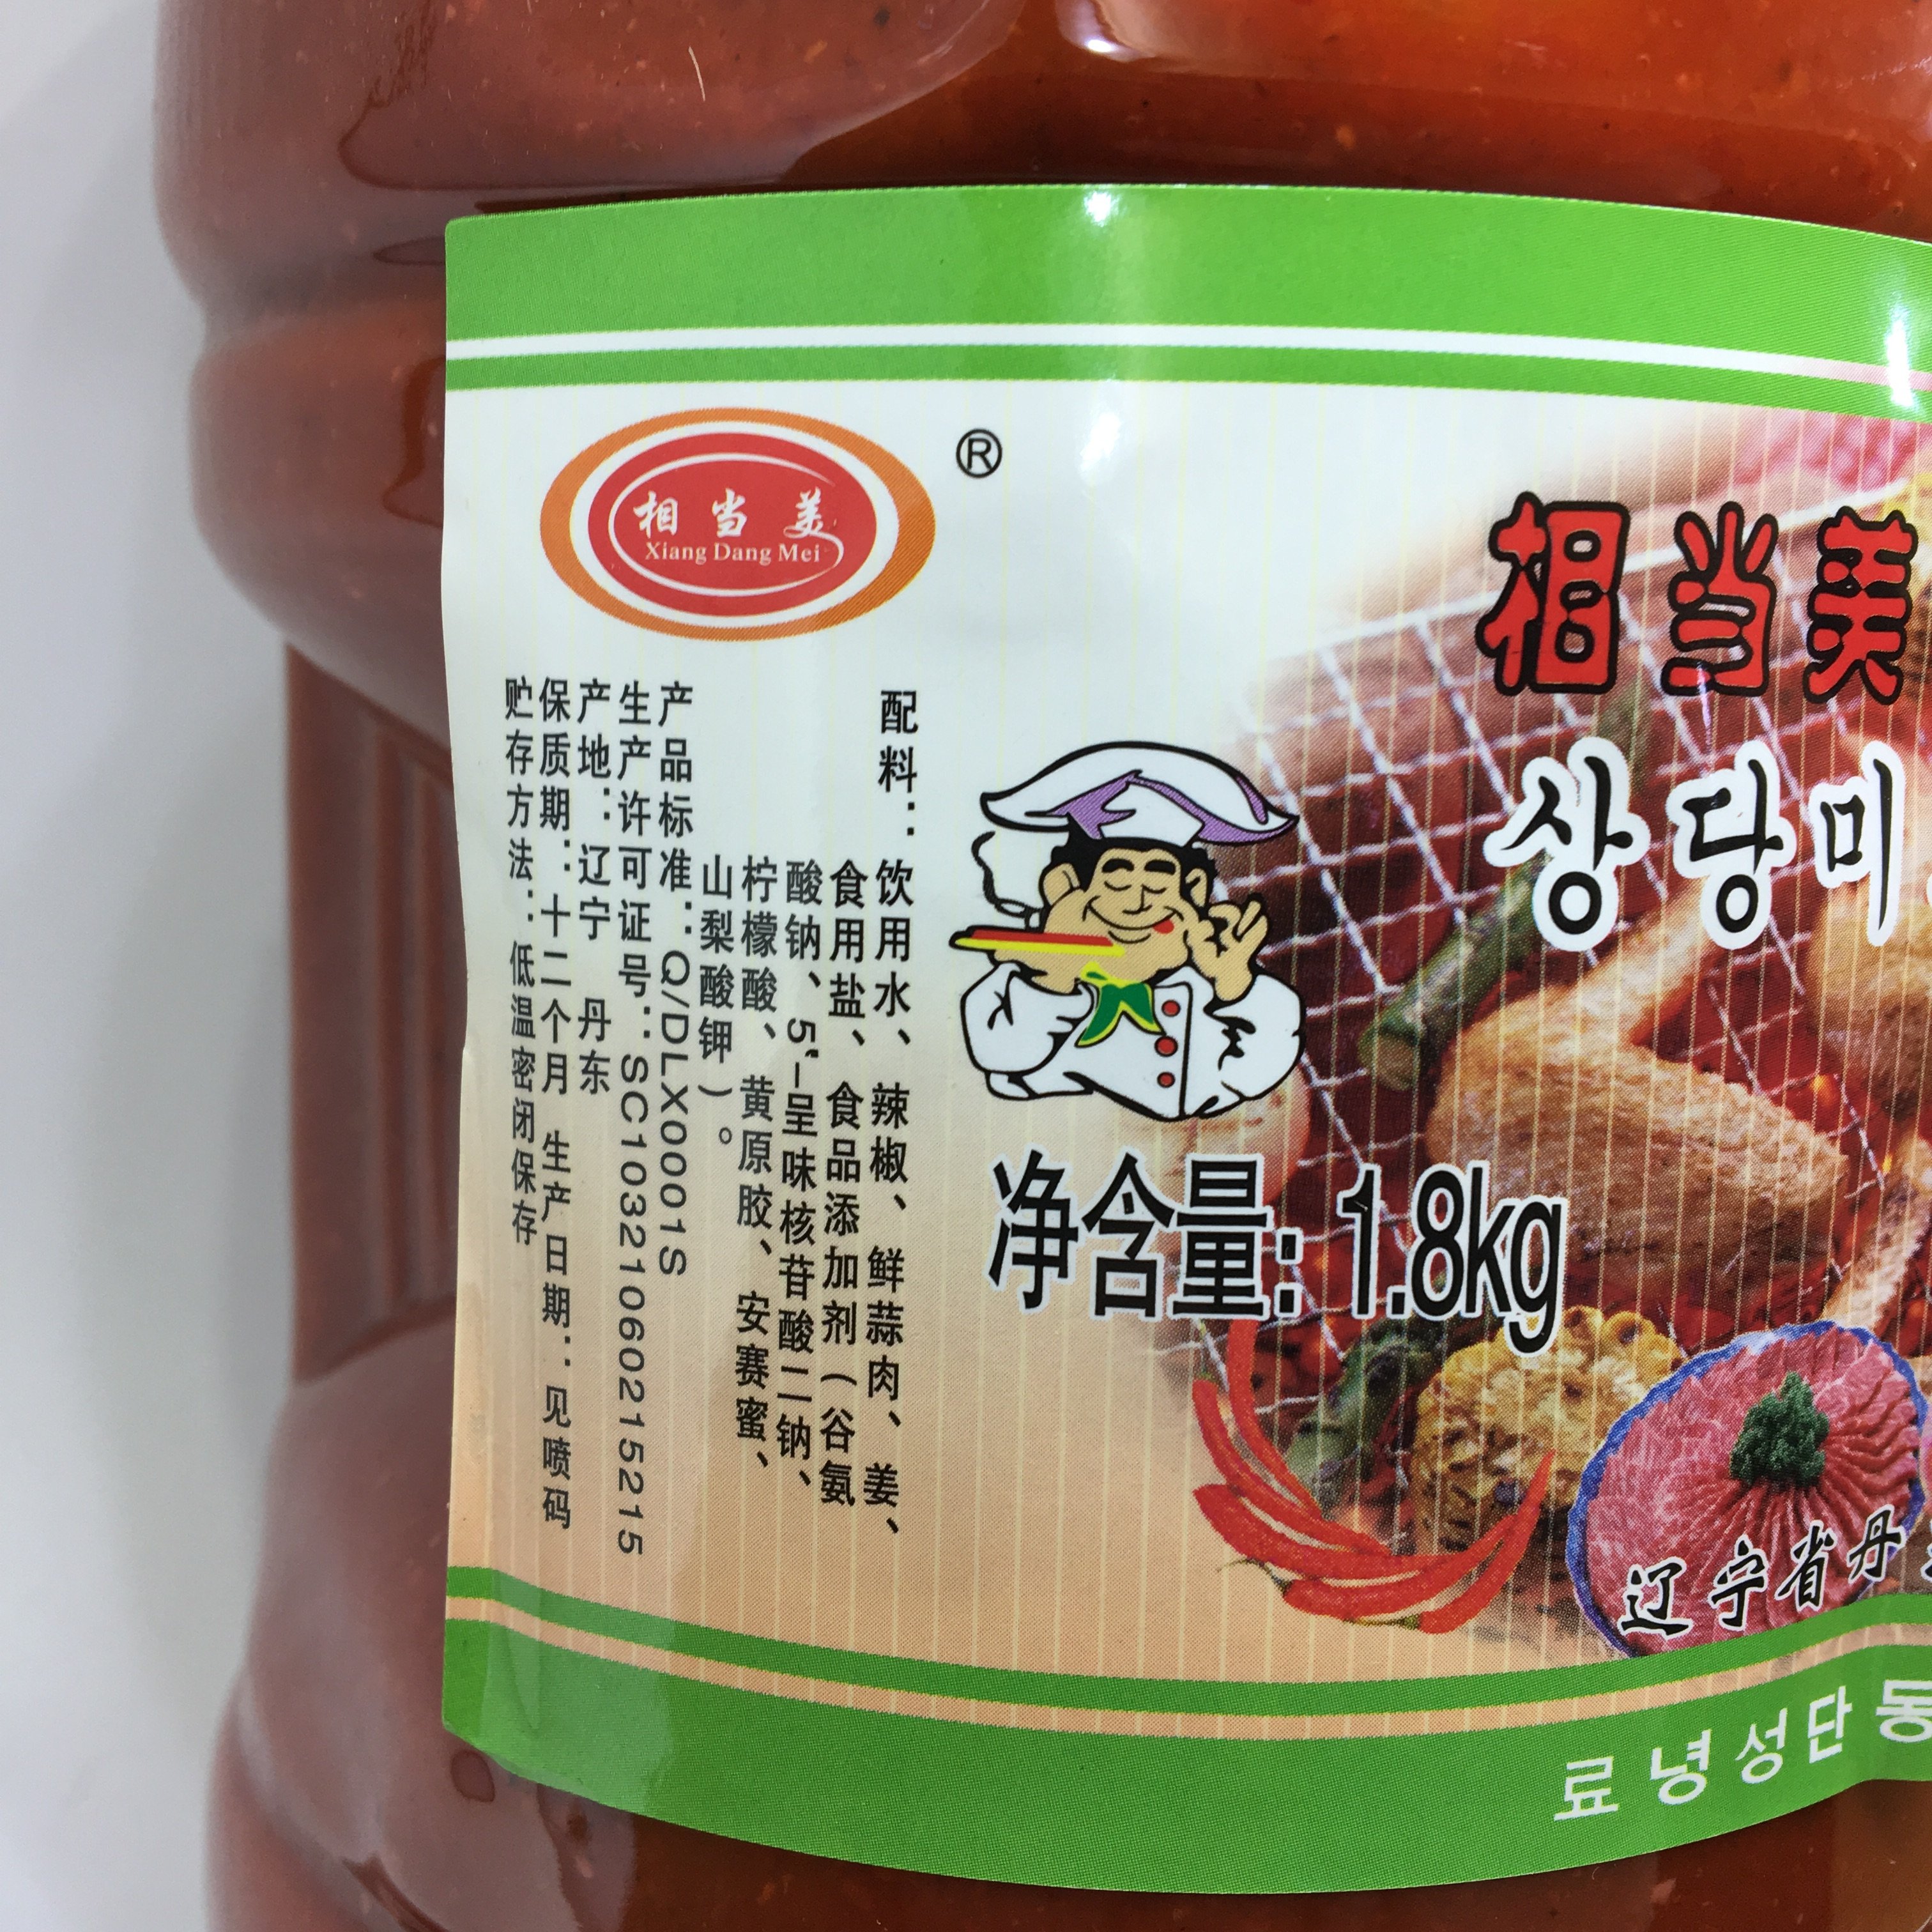 相当美
Xiang Dang Mei
®
相当美
상당미
配料：饮用水、辣椒、鲜蒜肉、姜、
食用盐、食品添加剂（谷氨
酸钠、5'-呈味核苷酸二钠、
柠檬酸、黄原胶、安赛蜜、
山梨酸钾）。
产品标准：Q/DLX0001S
生产许可证号：SC10321060215215
产地：辽宁 丹东
保质期：十二个月 生产日期：见喷码
贮存方法：低温密闭保存
净含量: 1.8kg
辽宁省丹
료녕성단동